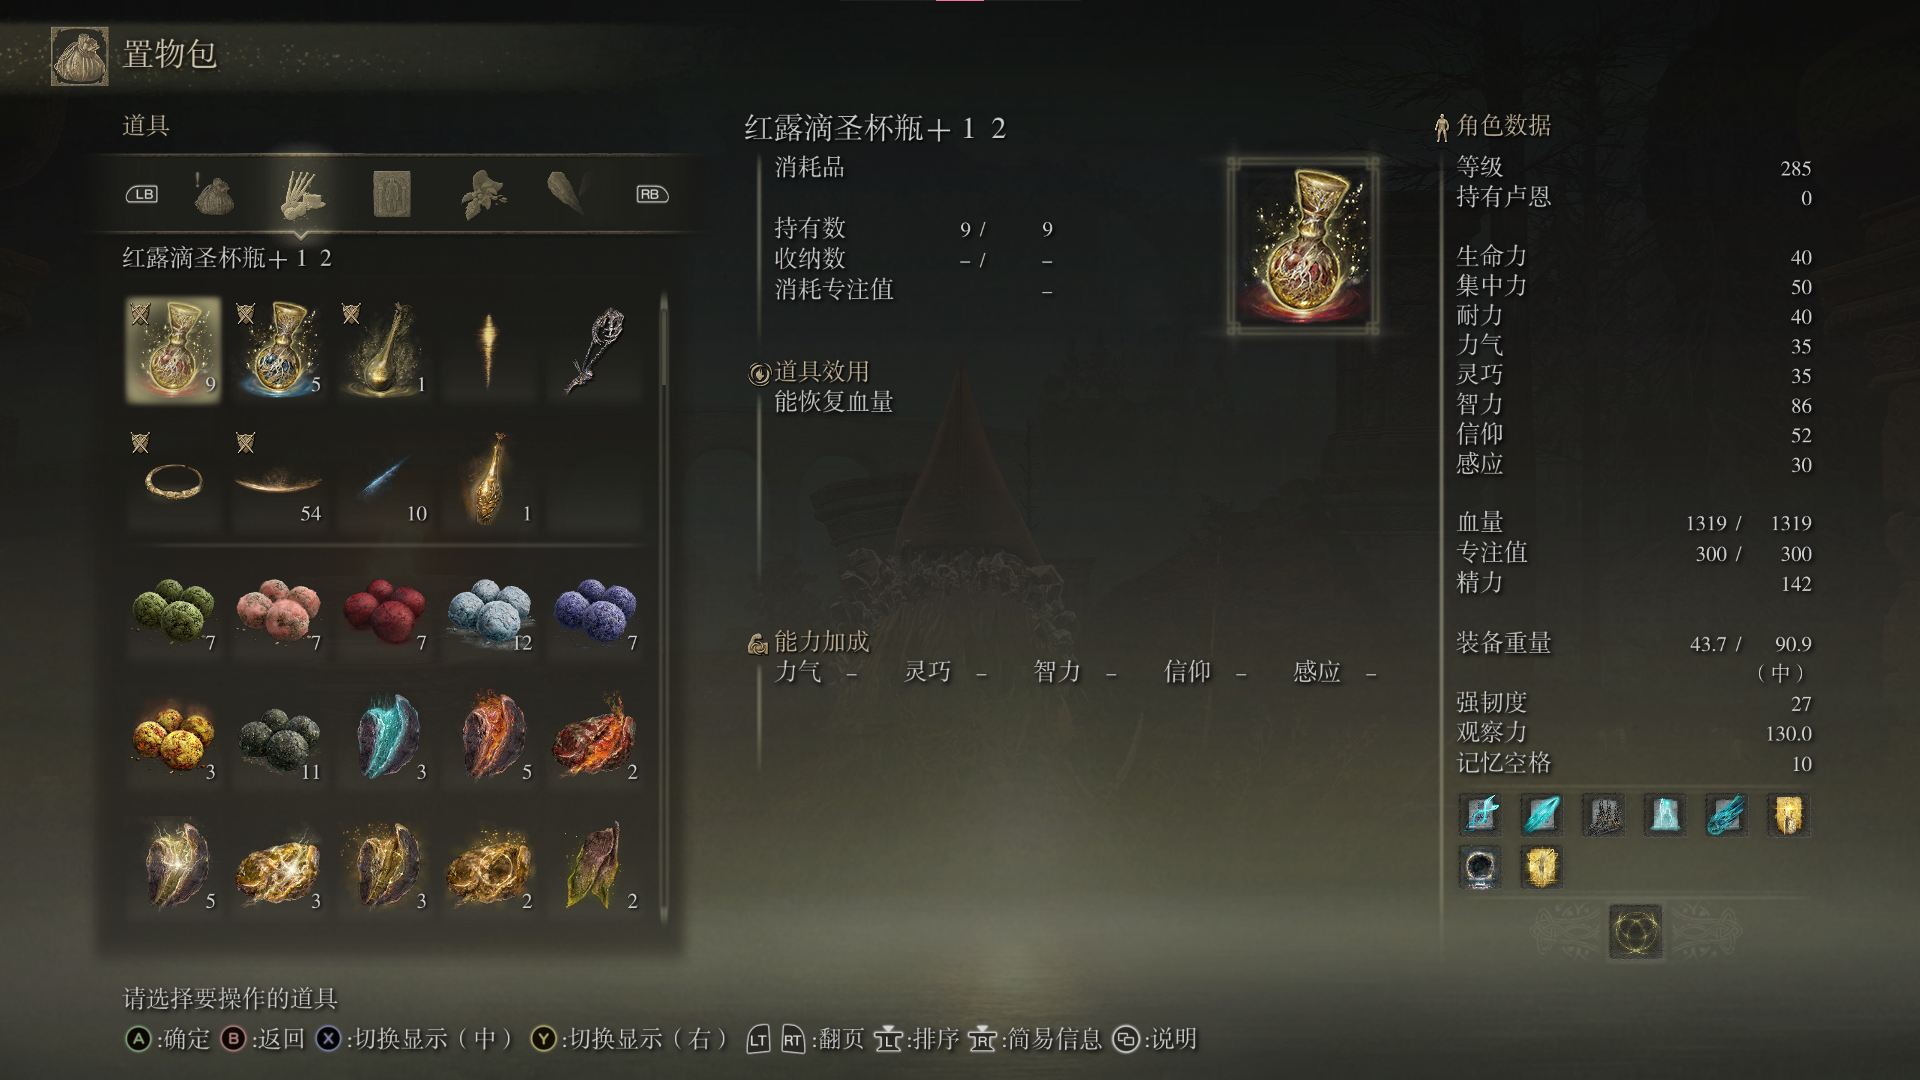 置物包
道具
LB
RB
红露滴圣杯瓶＋１２
9
5
1
54
10
1
7
7
7
12
7
3
11
3
5
2
5
3
3
2
2
红露滴圣杯瓶＋１２
消耗品
持有数 9 / 9
收纳数 – / –
消耗专注值 –
道具效用
能恢复血量
能力加成
力气 – 灵巧 – 智力 – 信仰 – 感应 –
角色数据
等级 285
持有卢恩 0
生命力 40
集中力 50
耐力 40
力气 35
灵巧 35
智力 86
信仰 52
感应 30
血量 1319 / 1319
专注值 300 / 300
精力 142
装备重量 43.7 / 90.9
（中）
强韧度 27
观察力 130.0
记忆空格 10
请选择要操作的道具
A:确定 B:返回 X:切换显示（中） Y:切换显示（右） LT RT:翻页 L:排序 R:简易信息 :说明